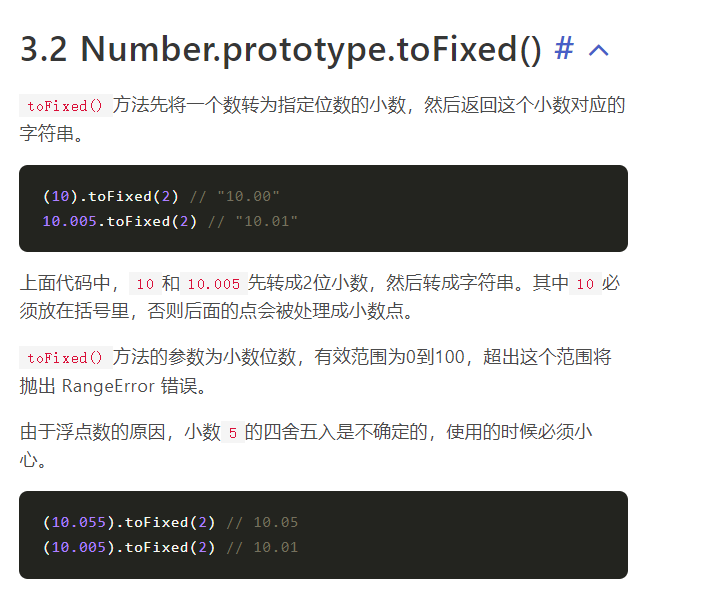 3.2 Number.prototype.toFixed() #
toFixed() 方法先将一个数转为指定位数的小数，然后返回这个小数对应的
字符串。
(10).toFixed(2) // "10.00"
10.005.toFixed(2) // "10.01"
上面代码中， 10 和 10.005 先转成2位小数，然后转成字符串。其中 10 必
须放在括号里，否则后面的点会被处理成小数点。
toFixed() 方法的参数为小数位数，有效范围为0到100，超出这个范围将
抛出 RangeError 错误。
由于浮点数的原因，小数 5 的四舍五入是不确定的，使用的时候必须小
心。
(10.055).toFixed(2) // 10.05
(10.005).toFixed(2) // 10.01